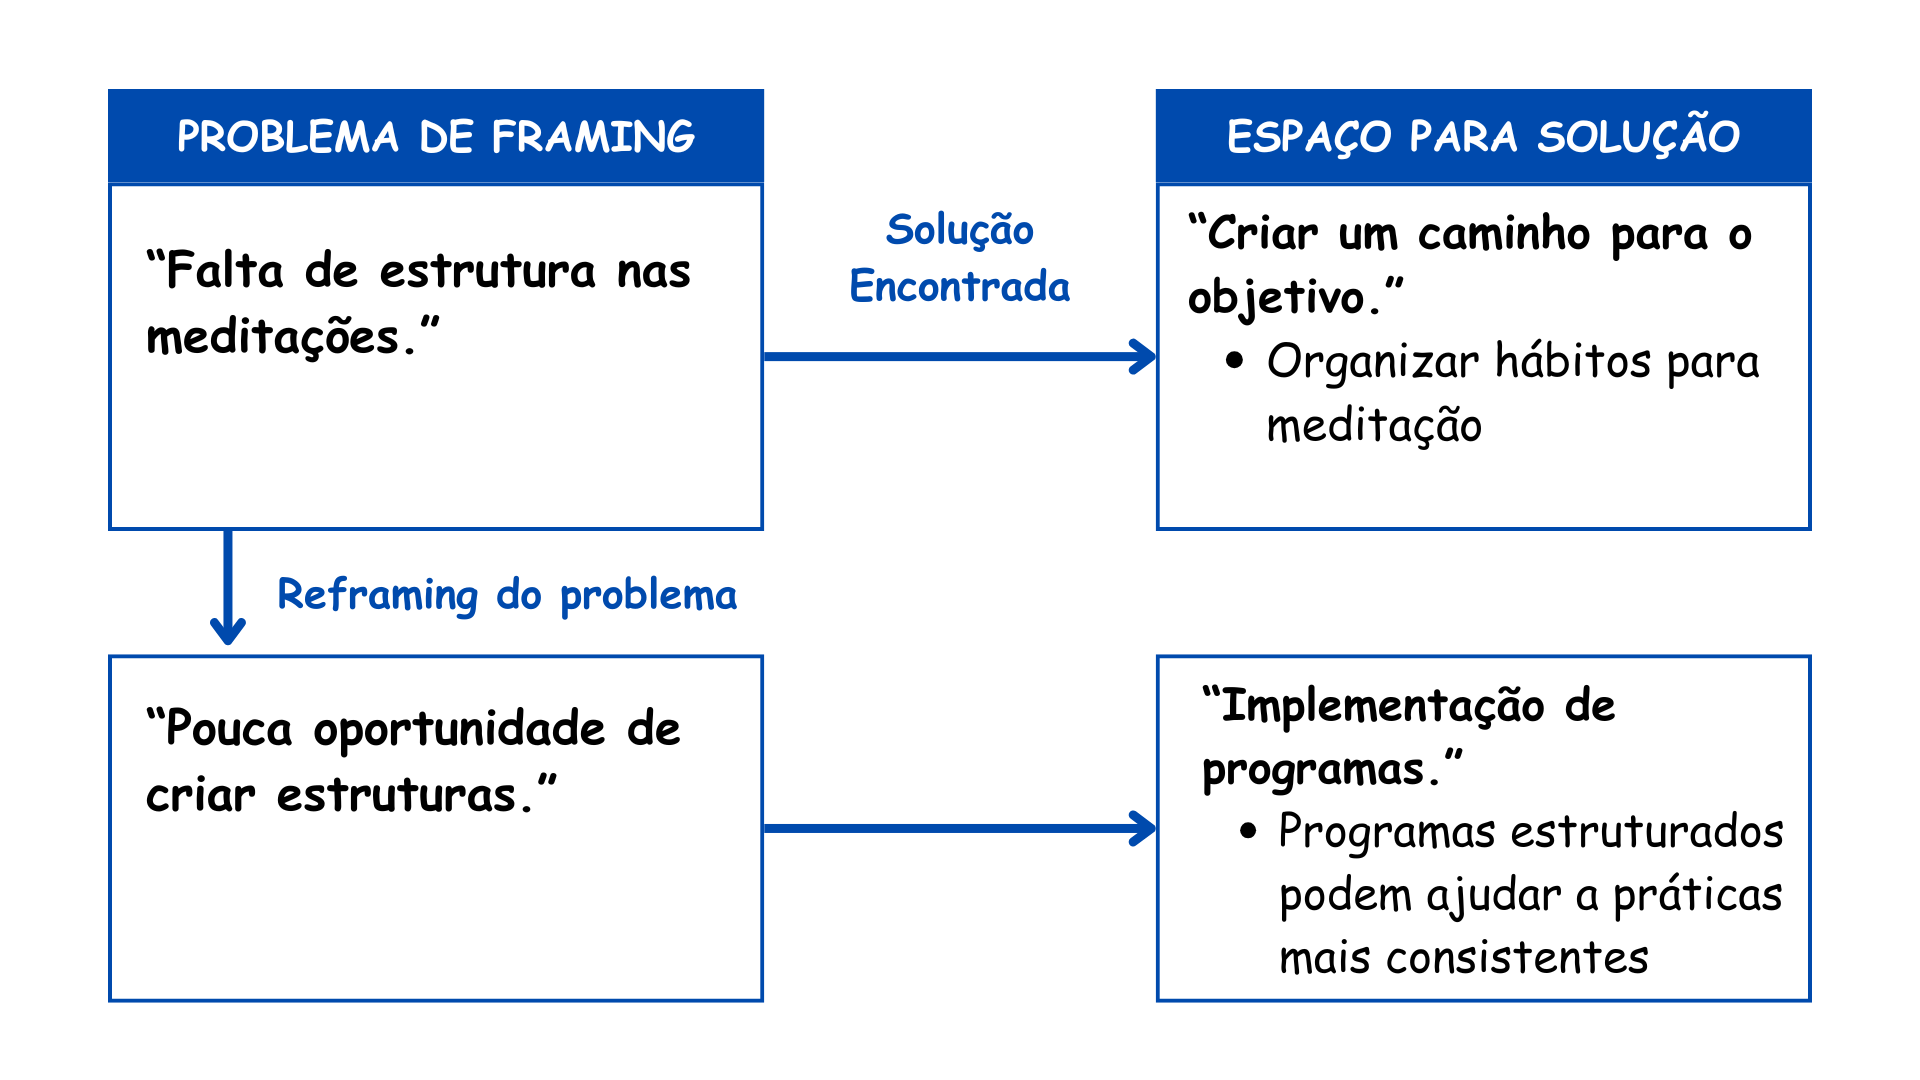 PROBLEMA DE FRAMING
“Falta de estrutura nas
meditações.”
Solução
Encontrada
ESPAÇO PARA SOLUÇÃO
“Criar um caminho para o
objetivo.”
• Organizar hábitos para
meditação
Reframing do problema
“Pouca oportunidade de
criar estruturas.”
“Implementação de
programas.”
• Programas estruturados
podem ajudar a práticas
mais consistentes